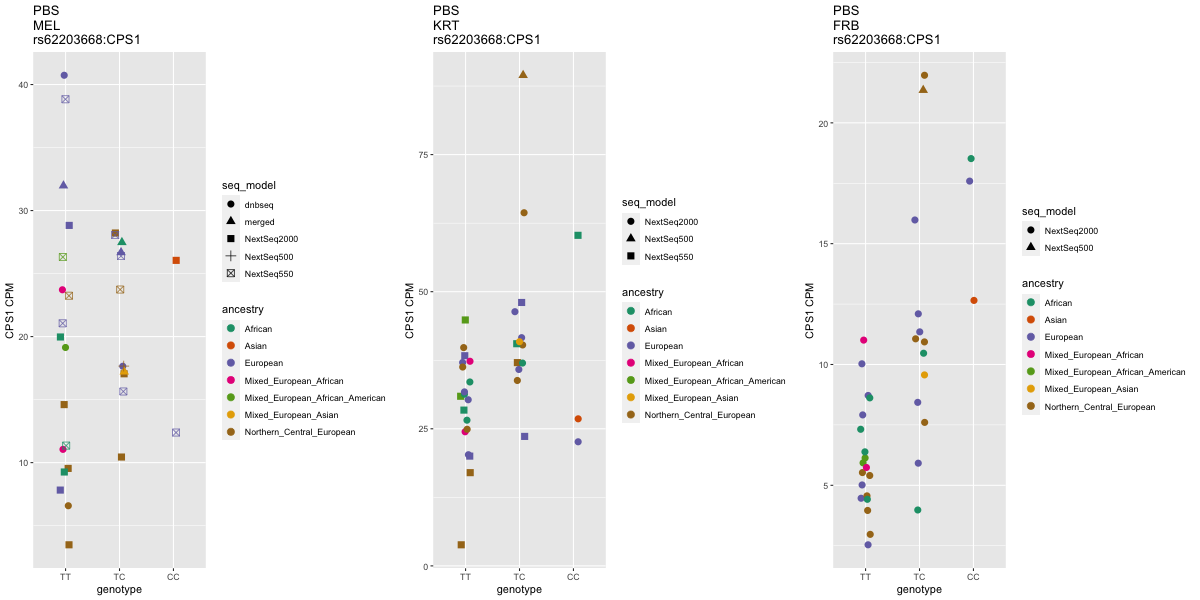 PBS
MEL
rs62203668:CPS1
CPS1 CPM
40
30
20
10
TT
TC
CC
genotype
seq_model
dnbseq
merged
NextSeq2000
NextSeq500
NextSeq550
ancestry
African
Asian
European
Mixed_European_African
Mixed_European_African_American
Mixed_European_Asian
Northern_Central_European
PBS
KRT
rs62203668:CPS1
CPS1 CPM
75
50
25
0
TT
TC
CC
genotype
seq_model
NextSeq2000
NextSeq500
NextSeq550
ancestry
African
Asian
European
Mixed_European_African
Mixed_European_African_American
Mixed_European_Asian
Northern_Central_European
PBS
FRB
rs62203668:CPS1
CPS1 CPM
20
15
10
5
TT
TC
CC
genotype
seq_model
NextSeq2000
NextSeq500
ancestry
African
Asian
European
Mixed_European_African
Mixed_European_African_American
Mixed_European_Asian
Northern_Central_European